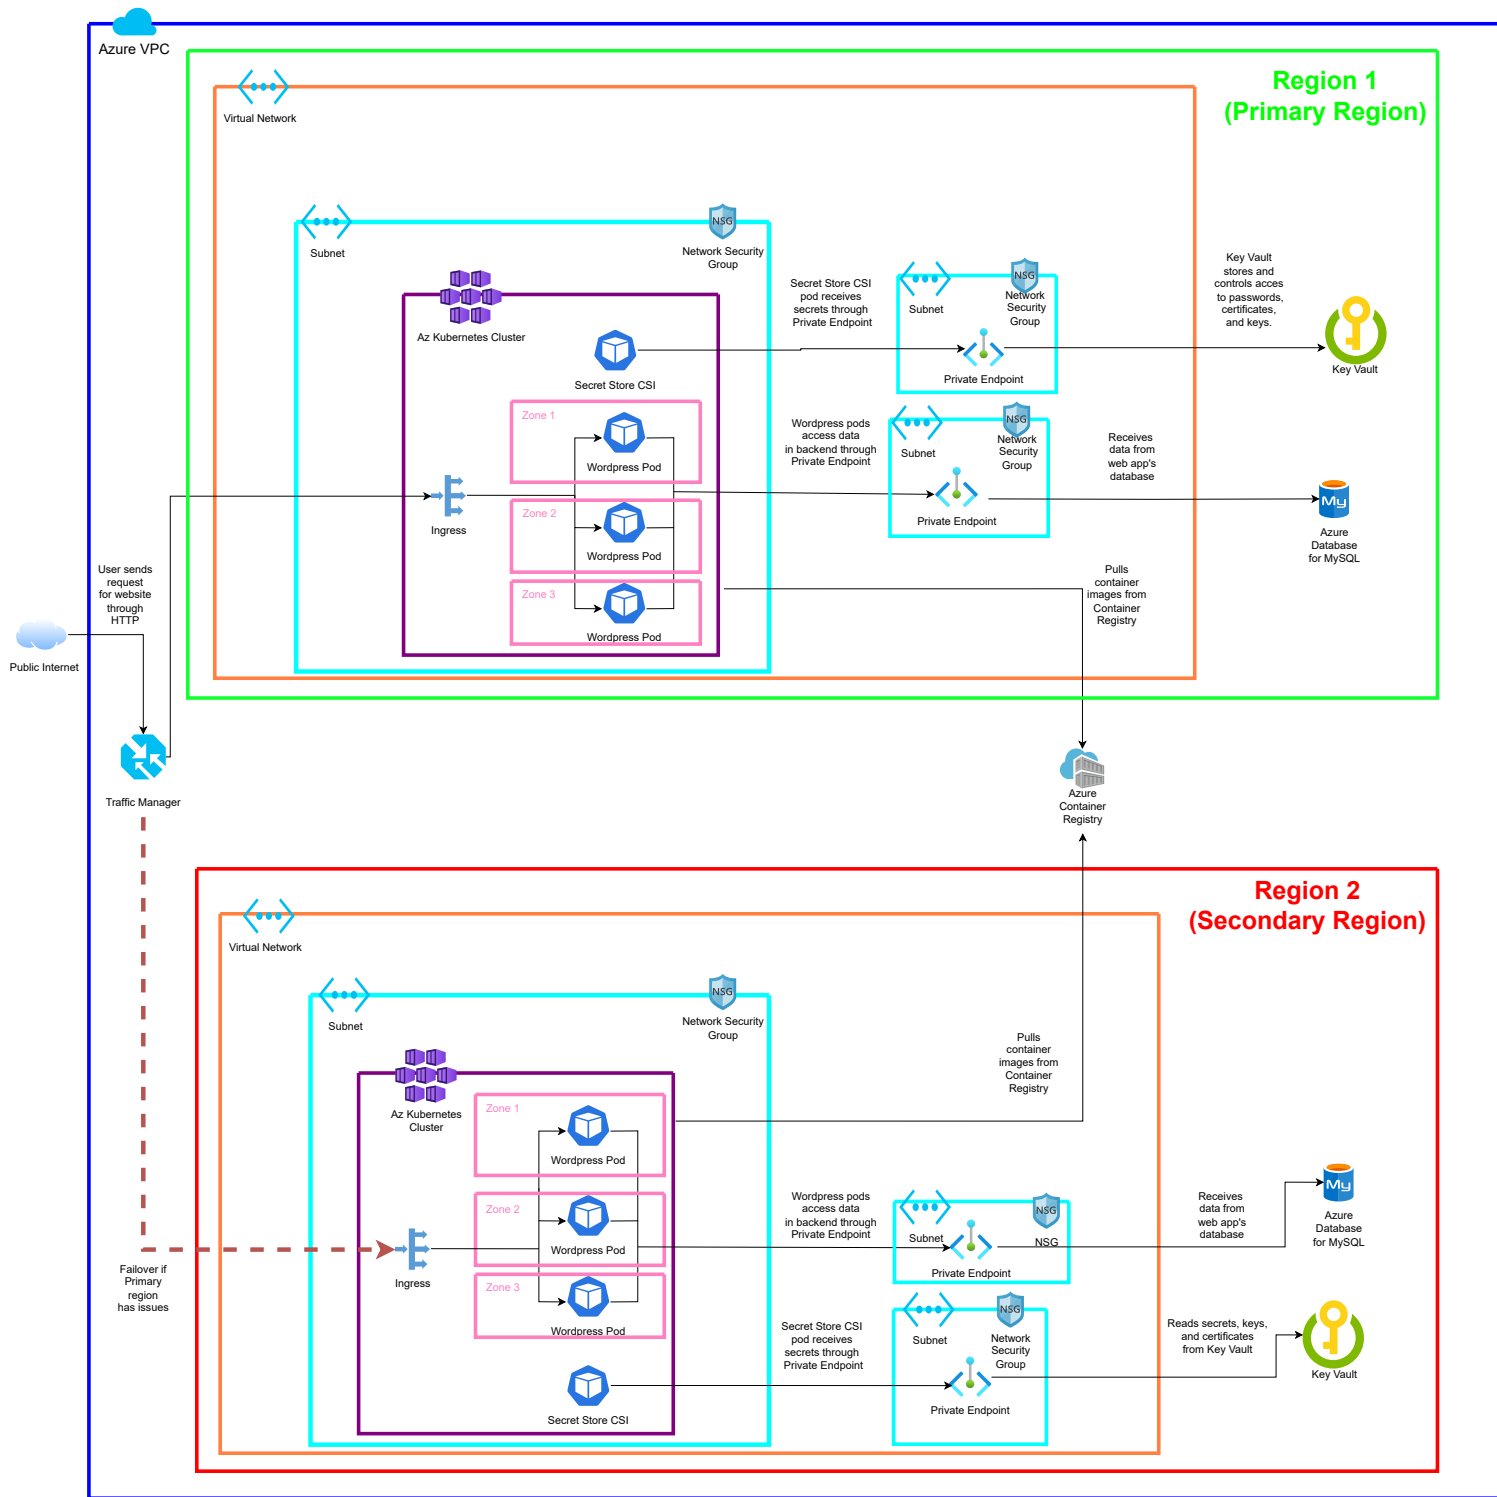 Azure VPC
Region 1
(Primary Region)
Virtual Network
Subnet
NSG
Network Security
Group
Az Kubernetes Cluster
Secret Store CSI
Secret Store CSI
pod receives
secrets through
Private Endpoint
Subnet
NSG
Network
Security
Group
Private Endpoint
Key Vault
stores and
controls acces
to passwords,
certificates,
and keys.
Key Vault
Zone 1
Wordpress Pod
Zone 2
Wordpress Pod
Zone 3
Wordpress Pod
Ingress
Wordpress pods
access data
in backend through
Private Endpoint
Subnet
NSG
Network
Security
Group
Private Endpoint
Receives
data from
web app's
database
My
Azure
Database
for MySQL
User sends
request
for website
through
HTTP
Public Internet
Pulls
container
images from
Container
Registry
Traffic Manager
Azure
Container
Registry
Region 2
(Secondary Region)
Virtual Network
Subnet
NSG
Network Security
Group
Pulls
container
images from
Container
Registry
Az Kubernetes
Cluster
Zone 1
Wordpress Pod
Zone 2
Wordpress Pod
Zone 3
Wordpress Pod
Ingress
Failover if
Primary
region
has issues
Wordpress pods
access data
in backend through
Private Endpoint
Subnet
NSG
NSG
Private Endpoint
Receives
data from
web app's
database
My
Azure
Database
for MySQL
Secret Store CSI
Secret Store CSI
pod receives
secrets through
Private Endpoint
Subnet
NSG
Network
Security
Group
Private Endpoint
Reads secrets, keys,
and certificates
from Key Vault
Key Vault